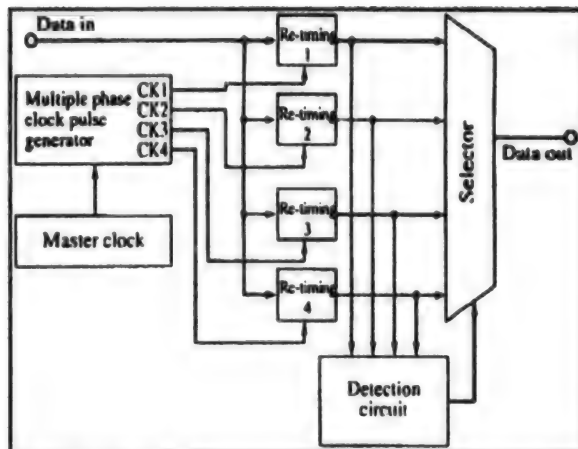 Data in
Re-timing
1
Multiple phase
clock pulse
generator
CK1
CK2
CK3
CK4
Re-timing
2
Selector
Data out
Master clock
Re-timing
3
Re-timing
4
Detection
circuit